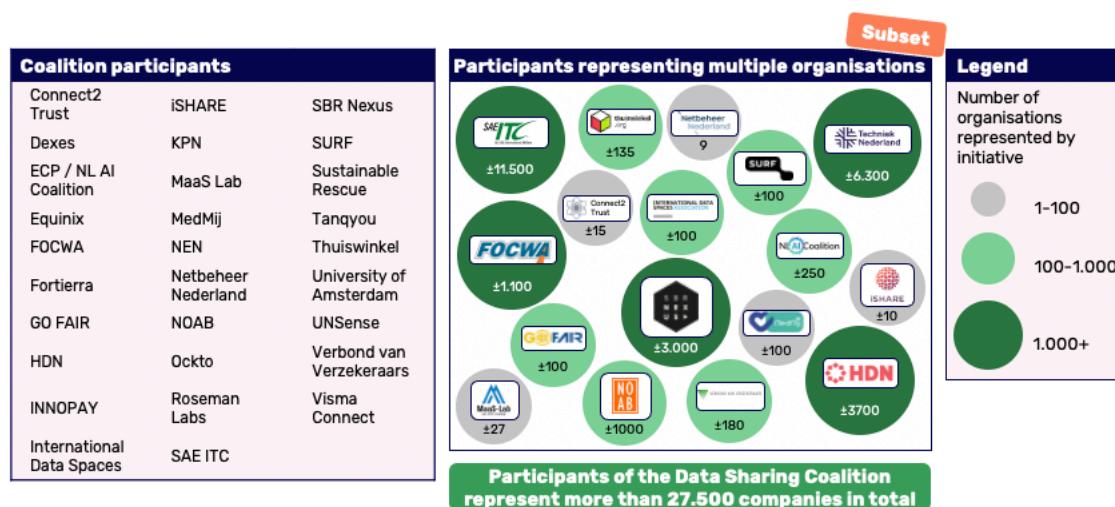 Subset
Coalition participants
Connect2
Trust
iSHARE
SBR Nexus
Dexes
KPN
SURF
ECP / NL AI
Coalition
MaaS Lab
Sustainable
Rescue
Equinix
MedMij
Tanqyou
FOCWA
NEN
Thuiswinkel
Fortierra
Netbeheer
Nederland
University of
Amsterdam
GO FAIR
NOAB
UNSense
HDN
Ockto
Verbond van
Verzekeraars
INNOPAY
Roseman
Labs
Visma
Connect
International
Data Spaces
SAE ITC
Participants representing multiple organisations
SAE ITC
±11.500
thuiswinkel
.org
±135
Netbeheer
Nederland
9
SURF
±100
Techniek
Nederland
±6.300
Connect2
Trust
±15
INTERNATIONAL DATA
SPACES ASSOCIATION
±100
FOCWA
±1.100
NL AI Coalition
±250
iSHARE
±10
SBR
NEX
US
±3.000
medmij
±100
GO FAIR
±100
HDN
±3700
MaaS-Lab
±27
NO
AB
±1000
±180
Participants of the Data Sharing Coalition
represent more than 27.500 companies in total
Legend
Number of
organisations
represented by
initiative
1-100
100-1.000
1.000+